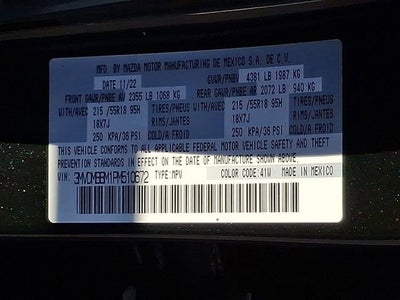 MFD. BY MAZDA MOTOR MANUFACTURING DE MEXICO S.A. DE C.V.
DATE 11/22 GVWR/PNBV 4381 LB 1987 KG
FRONT GAWR/PNBE AV 2355 LB 1068 KG REAR GAWR/PNBE AR 2072 LB 940 KG
WITH/AVEC 215 /55R18 95H TIRES/PNEUS WITH/AVEC 215 /55R18 95H TIRES/PNEUS
18X7J RIMS/JANTES 18X7J RIMS/JANTES
250 KPA/36 PSI COLD/A FROID 250 KPA/36 PSI COLD/A FROID
THIS VEHICLE CONFORMS TO ALL APPLICABLE FEDERAL MOTOR VEHICLE SAFETY AND THEFT
PREVENTION STANDARDS IN EFFECT ON THE DATE OF MANUFACTURE SHOWN ABOVE.
VIN: TYPE:MPV COLOR CODE:41W MADE IN MEXICO